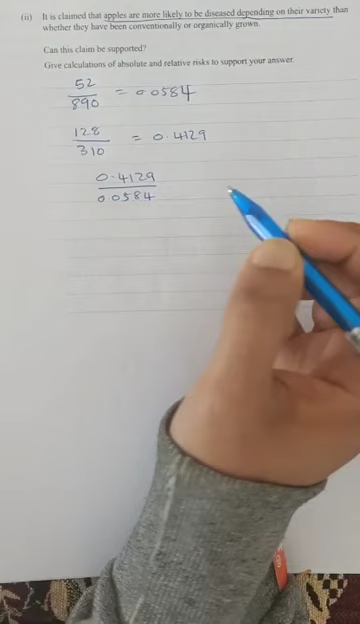 (ii) It is claimed that apples are more likely to be diseased depending on their variety than
whether they have been conventionally or organically grown.
Can this claim be supported?
Give calculations of absolute and relative risks to support your answer.
52
890
= 0.0584
128
310
= 0.4129
0.4129
0.0584